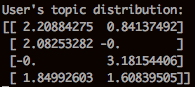 User's topic distribution:
[[ 2.20884275  0.84137492]
 [ 2.08253282 -0.        ]
 [-0.          3.18154406]
 [ 1.84992603  1.60839505]]